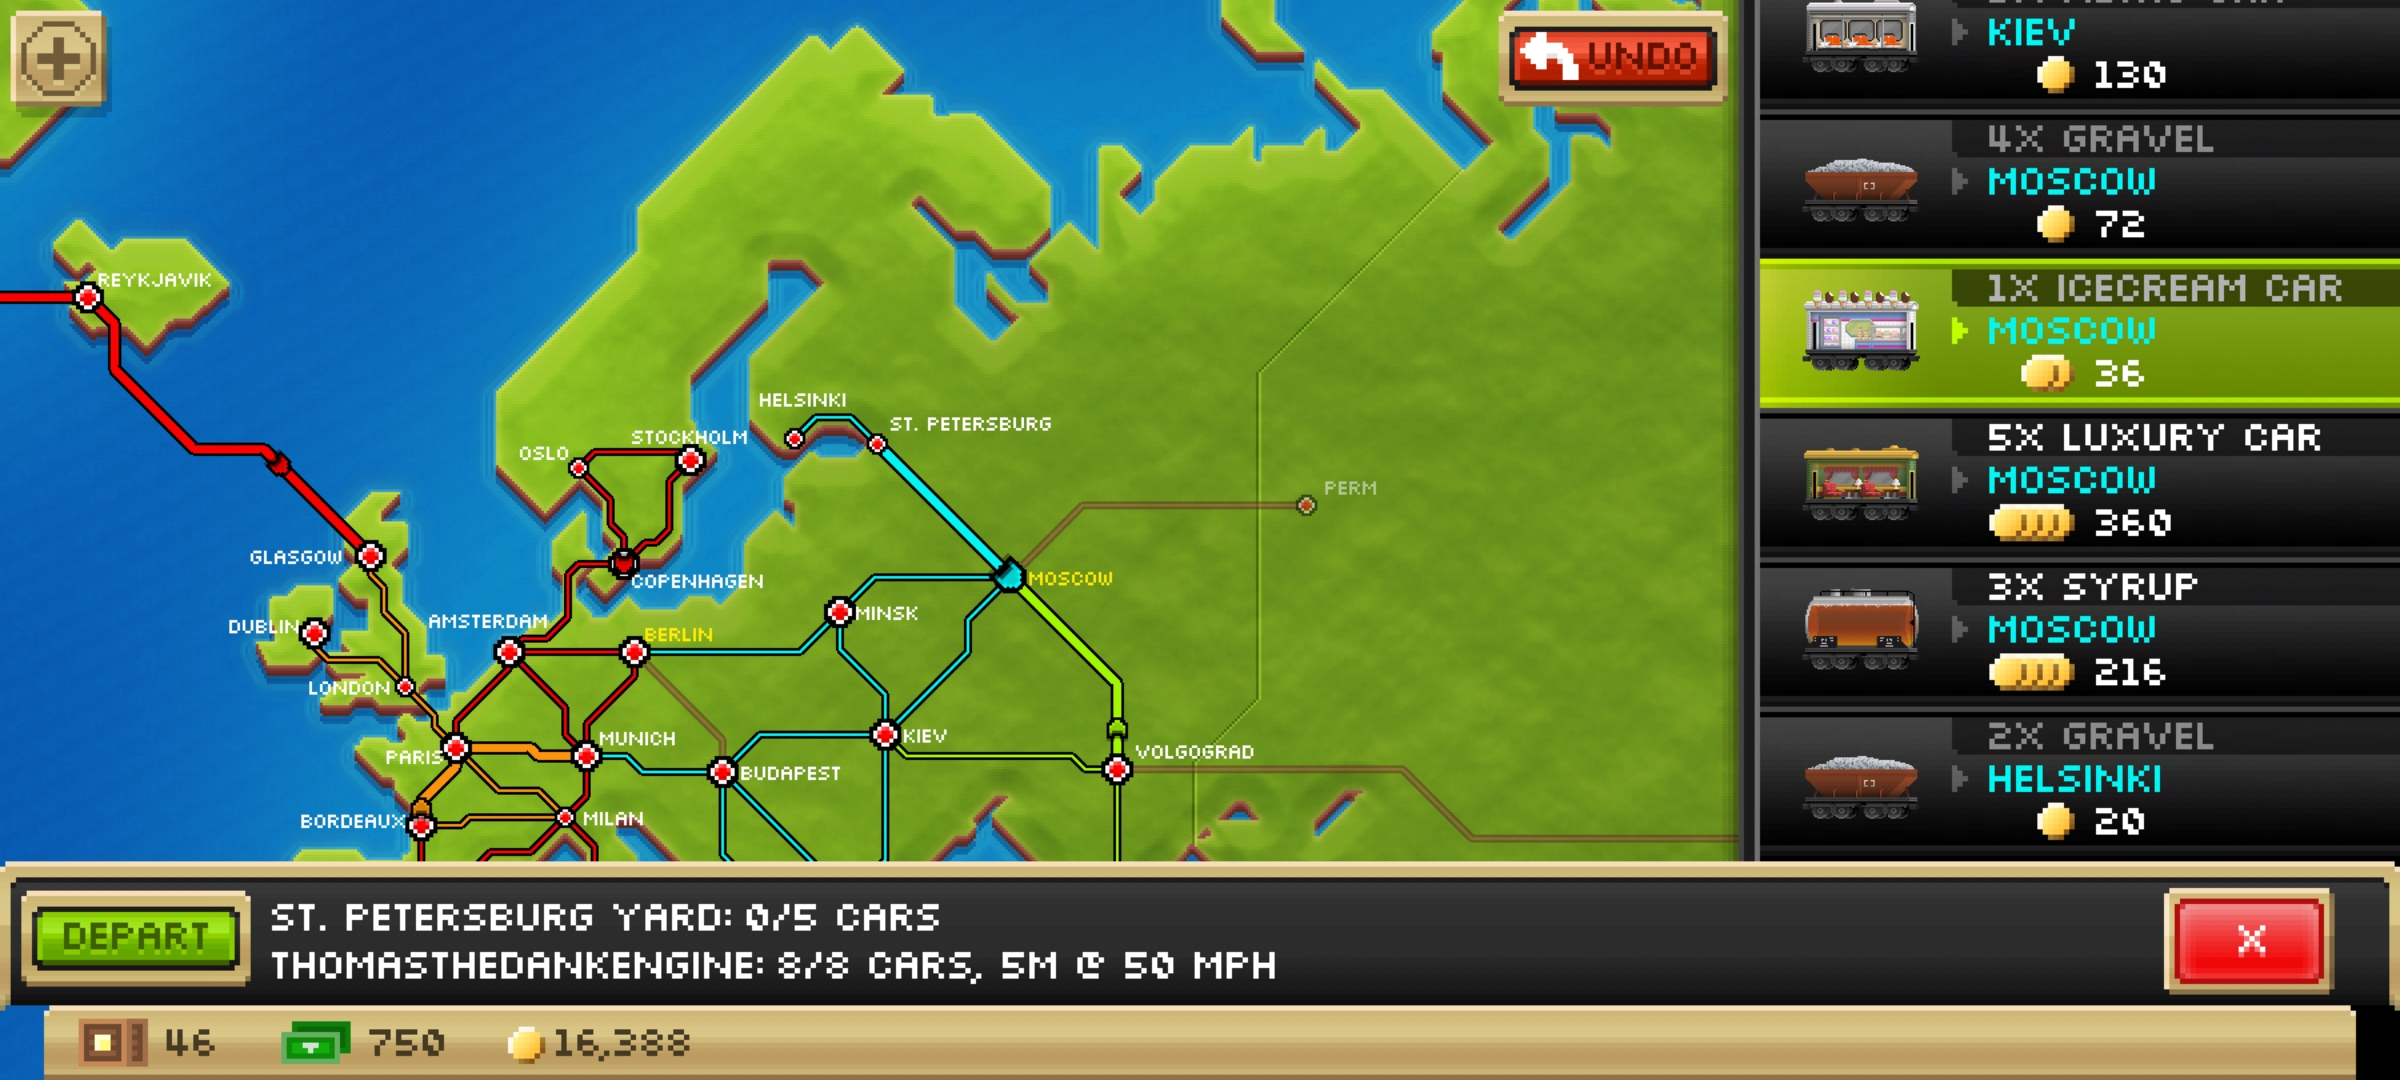 UNDO
REYKJAVIK
HELSINKI
ST. PETERSBURG
STOCKHOLM
OSLO
PERM
GLASGOW
COPENHAGEN
MOSCOW
DUBLIN
AMSTERDAM
MINSK
BERLIN
LONDON
PARIS
MUNICH
KIEV
BUDAPEST
VOLGOGRAD
BORDEAUX
MILAN
KIEV
130
4X GRAVEL
MOSCOW
72
1X ICECREAM CAR
MOSCOW
36
5X LUXURY CAR
MOSCOW
360
3X SYRUP
MOSCOW
216
2X GRAVEL
HELSINKI
20
DEPART
ST. PETERSBURG YARD: 0/5 CARS
THOMASTHEDANKENGINE: 8/8 CARS, 5M @ 50 MPH
X
46
750
16,388